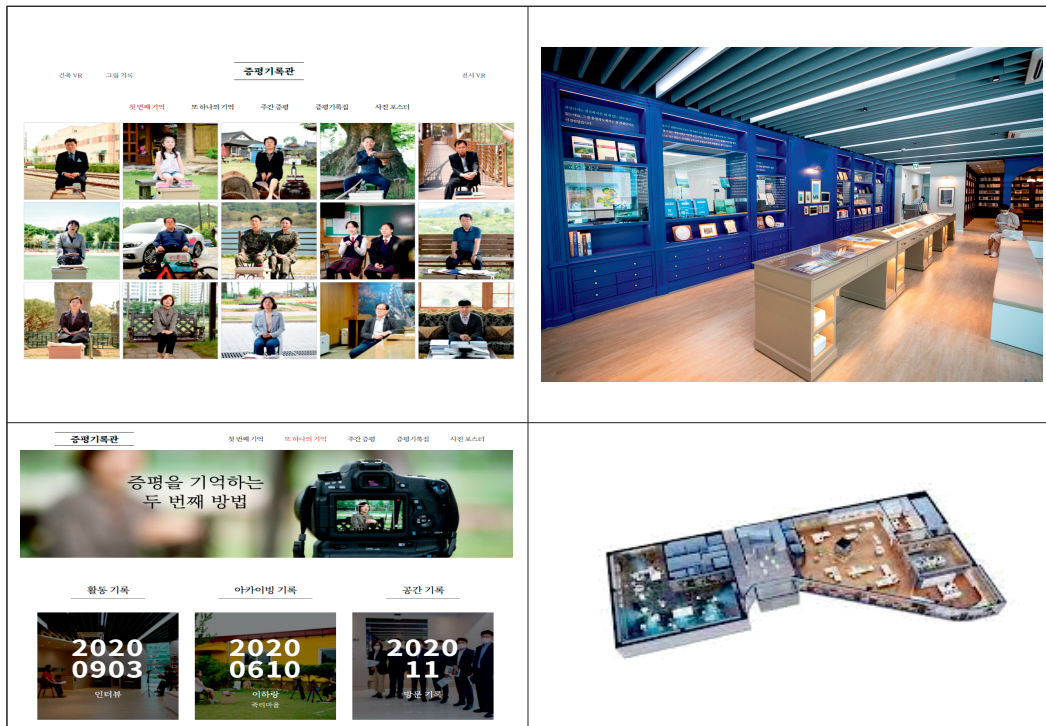 증평기록관
건축 VR
그림 기록
전시 VR
첫 번째 기억
또 하나의 기억
주간 증평
증평기록집
사진 포스터
증평기록관
첫 번째 기억
또 하나의 기억
주간 증평
증평기록집
사진 포스터
증평을 기억하는
두 번째 방법
활동 기록
아카이빙 기록
공간 기록
2020
0903
인터뷰
2020
0610
이하랑
죽리마을
2020
11
방문 기록